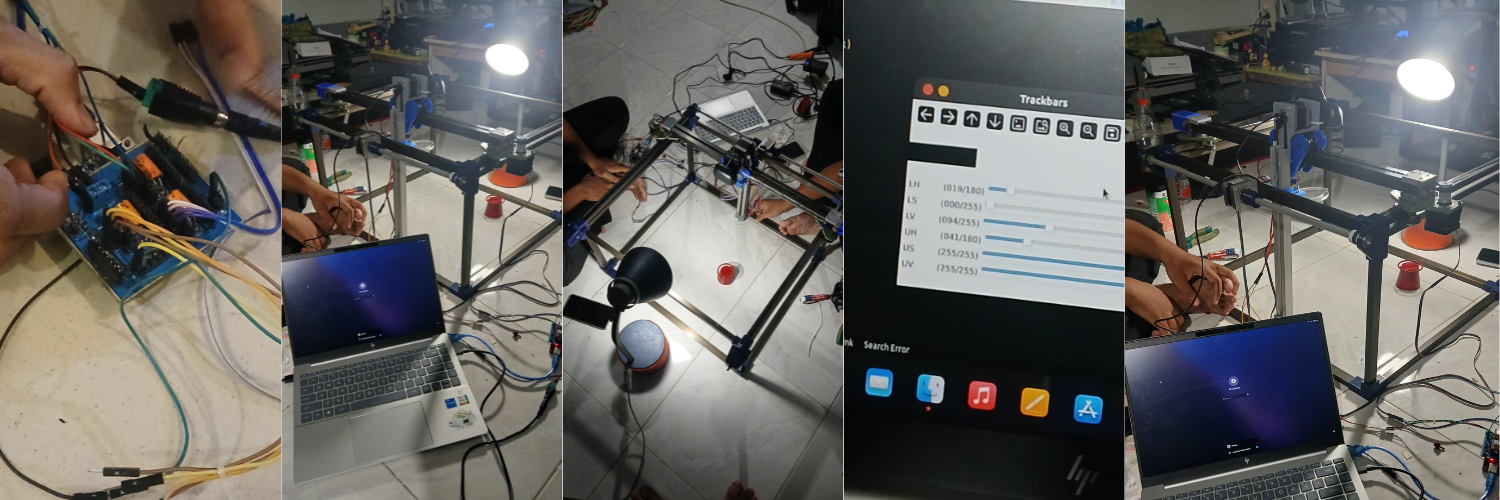 Trackbars
LH (019/180)
LS (000/255)
LV (094/255)
UH (041/180)
US (255/255)
UV (255/255)
Search Error
hp